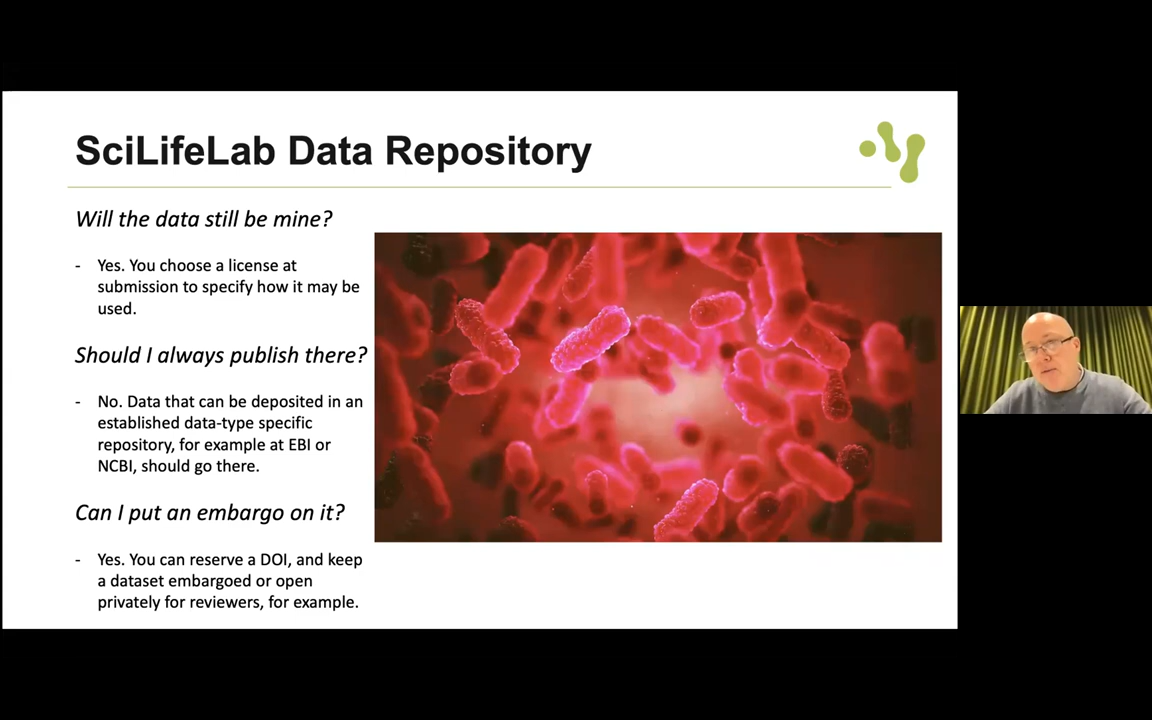 SciLifeLab Data Repository
Will the data still be mine?
- Yes. You choose a license at
submission to specify how it may be
used.
Should I always publish there?
- No. Data that can be deposited in an
established data-type specific
repository, for example at EBI or
NCBI, should go there.
Can I put an embargo on it?
- Yes. You can reserve a DOI, and keep
a dataset embargoed or open
privately for reviewers, for example.